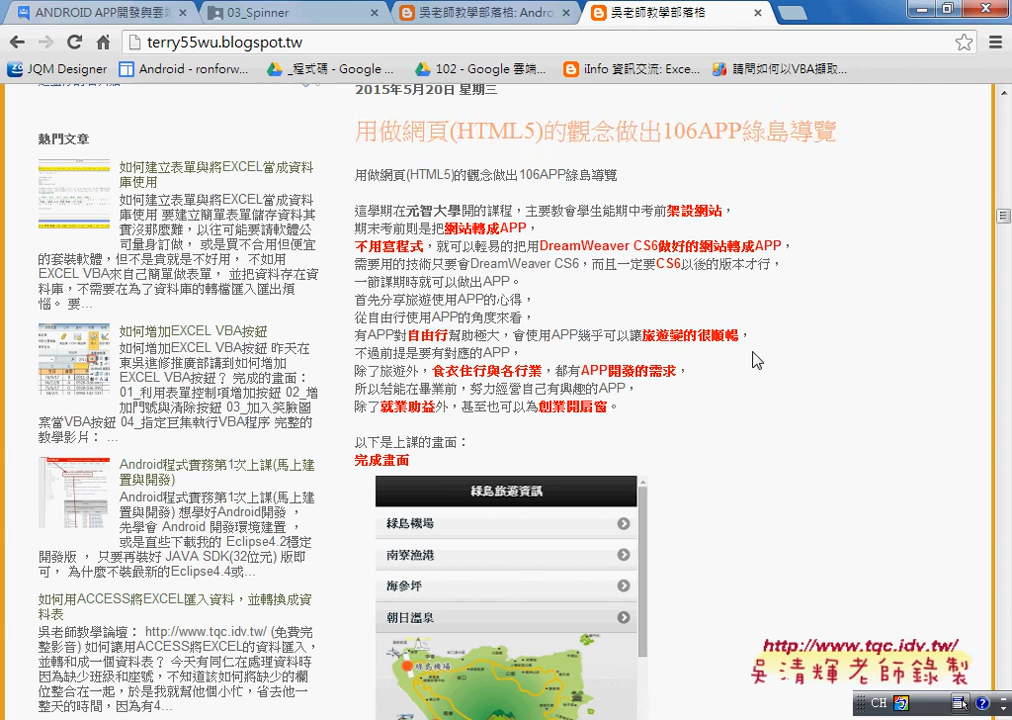 ANDROID APP開發與雲
03_Spinner
吳老師教學部落格: Andro
吳老師教學部落格
terry55wu.blogspot.tw
JQM Designer
Android - ronforw...
_程式碼 - Google ...
102 - Google 雲端...
iInfo 資訊交流: Exce...
請問如何以VBA擷取...
熱門文章
如何建立表單與將EXCEL當成資料
庫使用
如何建立表單與將EXCEL當成資料
庫使用 要建立簡單表單儲存資料其
實沒那麼難，以往可能要請軟體公
司量身訂做， 或是買不合用但便宜
的套裝軟體，但不是貴就是不好用， 不如用
EXCEL VBA來自己簡單做表單， 並把資料存在資
料庫，不需要在為了資料庫的轉檔匯入匯出煩
惱。 要...
如何增加EXCEL VBA按鈕
如何增加EXCEL VBA按鈕 昨天在
東吳進修推廣部講到如何增加
EXCEL VBA按鈕？ 完成的畫面：
01_利用表單控制項增加按鈕 02_增
加門號與清除按鈕 03_加入笑臉圖
案當VBA按鈕 04_指定巨集執行VBA程序 完整的
教學影片： ...
Android程式實務第1次上課(馬上建
置與開發)
Android程式實務第1次上課(馬上建
置與開發) 想學好Android開發，
先學會 Android 開發環境建置，
或是直些下載我的 Eclipse4.2穩定
開發版， 只要再裝好 JAVA SDK(32位元) 版即
可， 為什麼不裝最新的Eclipse4.4或...
如何用ACCESS將EXCEL匯入資料，並轉換成資
料表
吳老師教學論壇： http://www.tqc.idv.tw/ (免費完
整影音) 如何讓用ACCESS將EXCEL的資料匯入，
並轉和成一個資料表？ 今天有同仁在處理資料時
因為缺少班級和座號，不知道該如何將缺少的欄
位整合在一起，於是我就幫他個小忙，省去他一
整天的時間，因為有4...
2015年5月20日 星期三
用做網頁(HTML5)的觀念做出106APP綠島導覽
用做網頁(HTML5)的觀念做出106APP綠島導覽
這學期在元智大學開的課程，主要教會學生能期中考前架設網站，
期末考前則是把網站轉成APP，
不用寫程式，就可以輕易的把用DreamWeaver CS6做好的網站轉成APP，
需要用的技術只要會DreamWeaver CS6，而且一定要CS6以後的版本才行，
一節課期時就可以做出APP。
首先分享旅遊使用APP的心得，
從自由行使用APP的角度來看，
有APP對自由行幫助極大，會使用APP幾乎可以讓旅遊變的很順暢，
不過前提是要有對應的APP，
除了旅遊外，食衣住行與各行業，都有APP開發的需求，
所以若能在畢業前，努力經營自己有興趣的APP，
除了就業助益外，甚至也可以為創業開扇窗。
以下是上課的畫面：
完成畫面
綠島旅遊資訊
綠島機場
南寮漁港
海參坪
朝日溫泉
綠島機場
http://www.tqc.idv.tw/
吳清輝老師錄製
CH